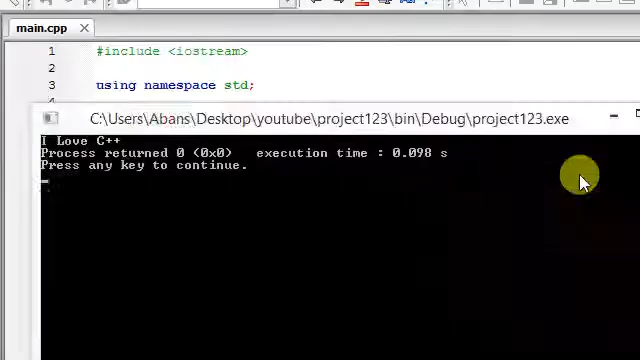 main.cpp
1 #include <iostream>
2
3 using namespace std;
4
C:\Users\Abans\Desktop\youtube\project123\bin\Debug\project123.exe
I Love C++
Process returned 0 (0x0)   execution time : 0.098 s
Press any key to continue.